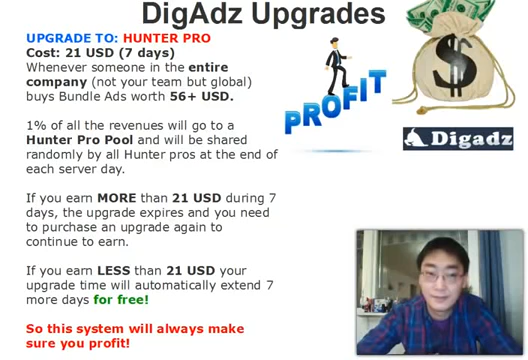 DigAdz Upgrades
UPGRADE TO: HUNTER PRO
Cost: 21 USD (7 days)
Whenever someone in the entire
company (not your team but global)
buys Bundle Ads worth 56+ USD.
1% of all the revenues will go to a
Hunter Pro Pool and will be shared
randomly by all Hunter pros at the end of
each server day.
If you earn MORE than 21 USD during 7
days, the upgrade expires and you need
to purchase an upgrade again to
continue to earn.
If you earn LESS than 21 USD your
upgrade time will automatically extend 7
more days for free!
So this system will always make
sure you profit!
PROFIT
$
Digadz